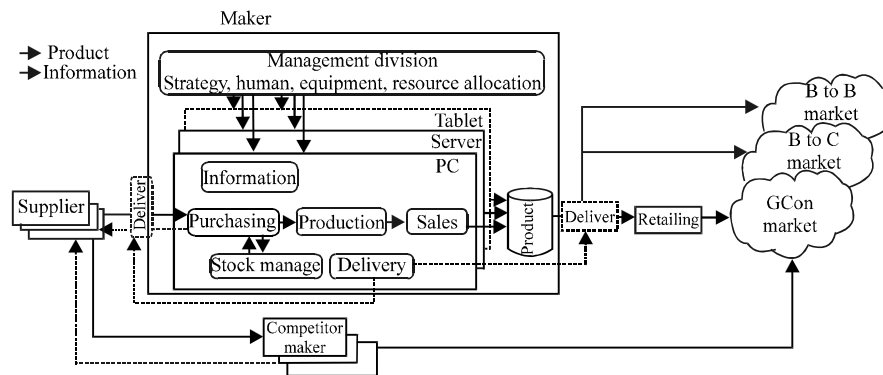 Maker
Product
Information
Management division
Strategy, human, equipment, resource allocation
Tablet
Server
PC
Information
Supplier
Deliver
Purchasing
Production
Sales
Stock manage
Delivery
Product
Deliver
Retailing
B to B
market
B to C
market
GCon
market
Competitor
maker